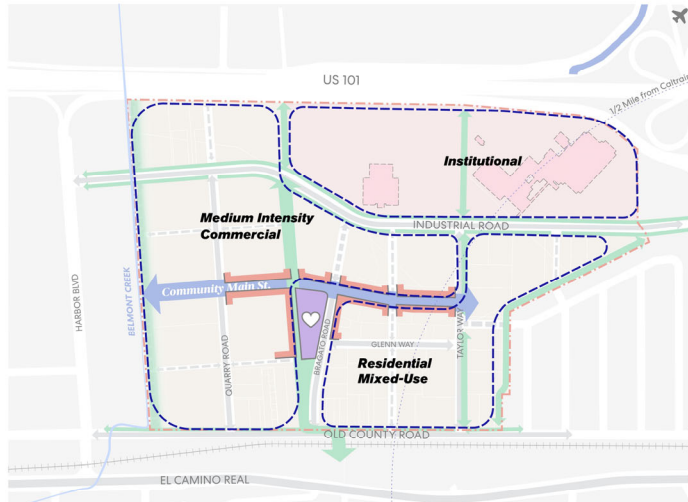 US 101
1/2 Mile from Caltrain
Institutional
INDUSTRIAL ROAD
Medium Intensity
Commercial
Community Main St.
BELMONT CREEK
HARBOR BLVD
QUARRY ROAD
BRAGATO ROAD
GLENN WAY
TAYLOR WAY
Residential
Mixed-Use
OLD COUNTY ROAD
EL CAMINO REAL